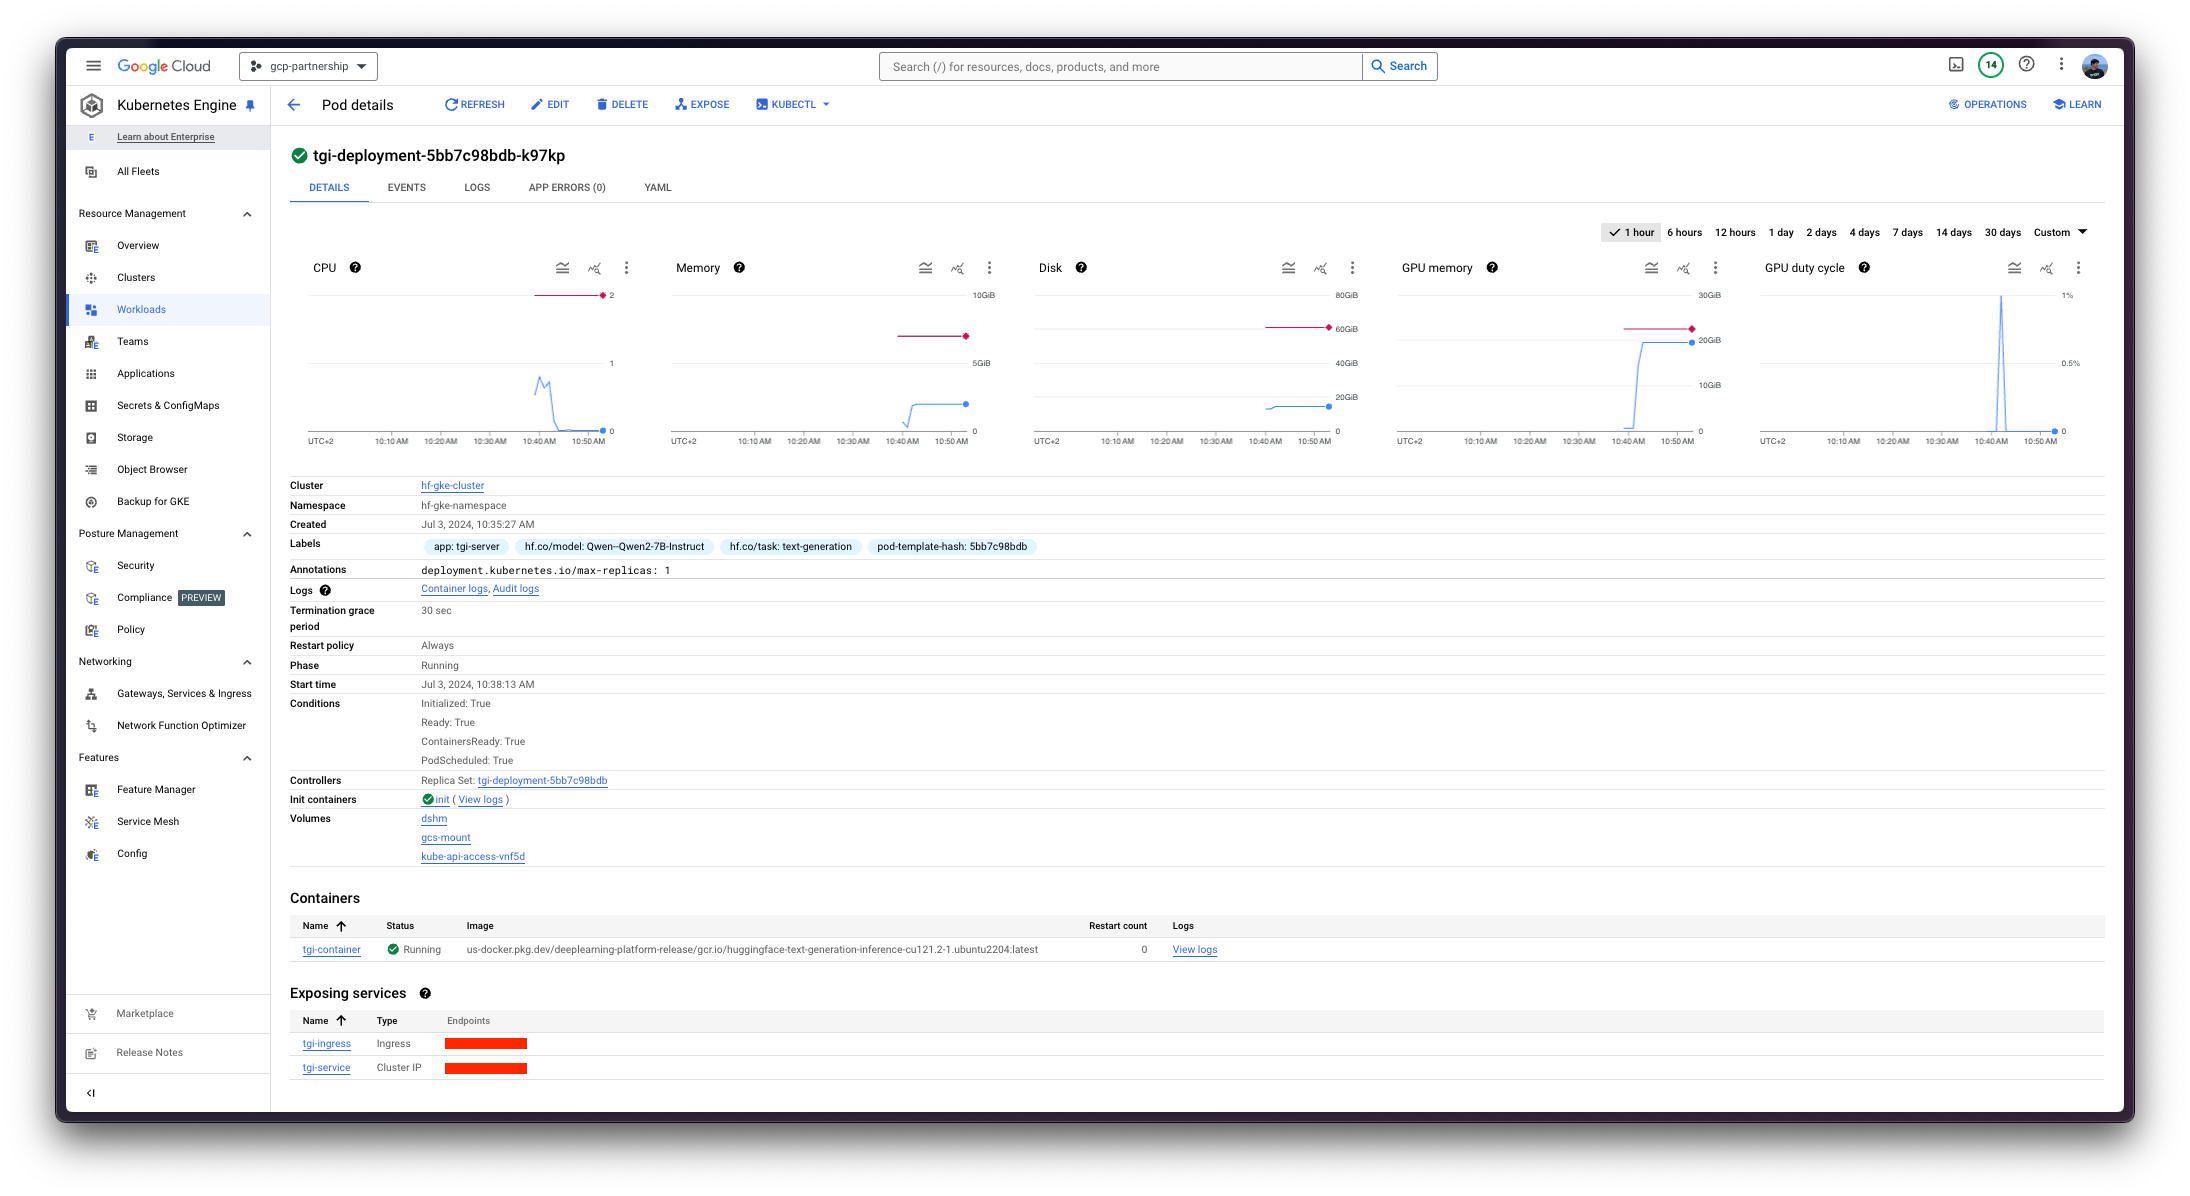 Google Cloud
gcp-partnership
Search (/) for resources, docs, products, and more
Search
14
Kubernetes Engine
Pod details
REFRESH
EDIT
DELETE
EXPOSE
KUBECTL
OPERATIONS
LEARN
E Learn about Enterprise
All Fleets
Resource Management
Overview
Clusters
Workloads
Teams
Applications
Secrets & ConfigMaps
Storage
Object Browser
Backup for GKE
Posture Management
Security
Compliance PREVIEW
Policy
Networking
Gateways, Services & Ingress
Network Function Optimizer
Features
Feature Manager
Service Mesh
Config
Marketplace
Release Notes
tgi-deployment-5bb7c98bdb-k97kp
DETAILS EVENTS LOGS APP ERRORS (0) YAML
1 hour 6 hours 12 hours 1 day 2 days 4 days 7 days 14 days 30 days Custom
CPU
2
1
0
UTC+2 10:10 AM 10:20 AM 10:30 AM 10:40 AM 10:50 AM
Memory
10GiB
5GiB
0
UTC+2 10:10 AM 10:20 AM 10:30 AM 10:40 AM 10:50 AM
Disk
80GiB
60GiB
40GiB
20GiB
0
UTC+2 10:10 AM 10:20 AM 10:30 AM 10:40 AM 10:50 AM
GPU memory
30GiB
20GiB
10GiB
0
UTC+2 10:10 AM 10:20 AM 10:30 AM 10:40 AM 10:50 AM
GPU duty cycle
1%
0.5%
0
UTC+2 10:10 AM 10:20 AM 10:30 AM 10:40 AM 10:50 AM
Cluster hf-gke-cluster
Namespace hf-gke-namespace
Created Jul 3, 2024, 10:35:27 AM
Labels app: tgi-server hf.co/model: Qwen--Qwen2-7B-Instruct hf.co/task: text-generation pod-template-hash: 5bb7c98bdb
Annotations deployment.kubernetes.io/max-replicas: 1
Logs Container logs, Audit logs
Termination grace period 30 sec
Restart policy Always
Phase Running
Start time Jul 3, 2024, 10:38:13 AM
Conditions Initialized: True
Ready: True
ContainersReady: True
PodScheduled: True
Controllers Replica Set: tgi-deployment-5bb7c98bdb
Init containers init ( View logs )
Volumes dshm
gcs-mount
kube-api-access-vnf5d
Containers
Name Status Image Restart count Logs
tgi-container Running us-docker.pkg.dev/deeplearning-platform-release/gcr.io/huggingface-text-generation-inference-cu121.2-1.ubuntu2204:latest 0 View logs
Exposing services
Name Type Endpoints
tgi-ingress Ingress
tgi-service Cluster IP